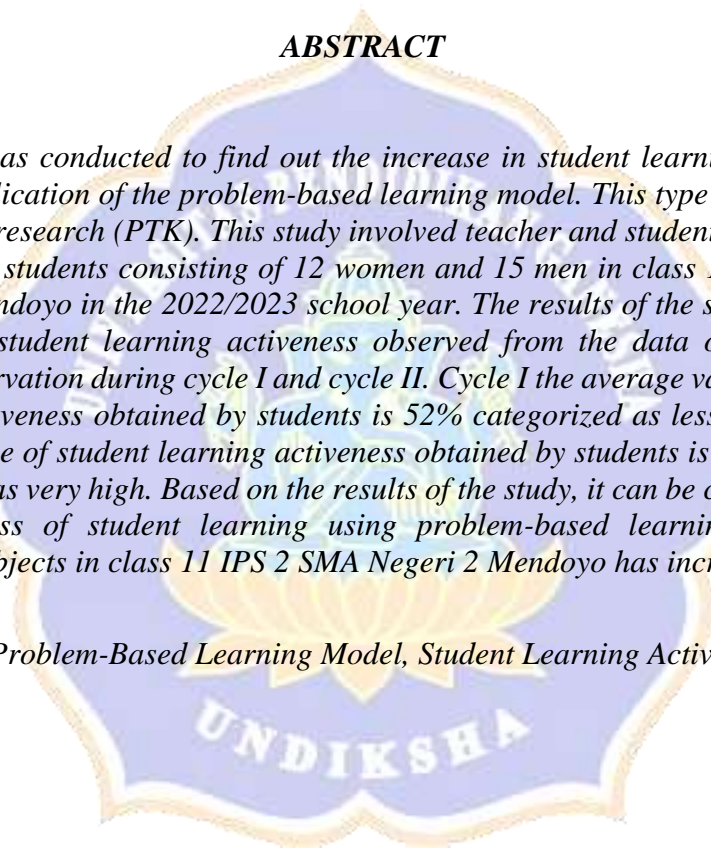 ABSTRACT
as conducted to find out the increase in student learni
lication of the problem-based learning model. This type
research (PTK). This study involved teacher and student
students consisting of 12 women and 15 men in class 1
ndoyo in the 2022/2023 school year. The results of the s
student learning activeness observed from the data o
rvation during cycle I and cycle II. Cycle I the average va
iveness obtained by students is 52% categorized as less
e of student learning activeness obtained by students is
as very high. Based on the results of the study, it can be c
ss of student learning using problem-based learnin
bjects in class 11 IPS 2 SMA Negeri 2 Mendoyo has incr
Problem-Based Learning Model, Student Learning Activ
UNDIKSHA